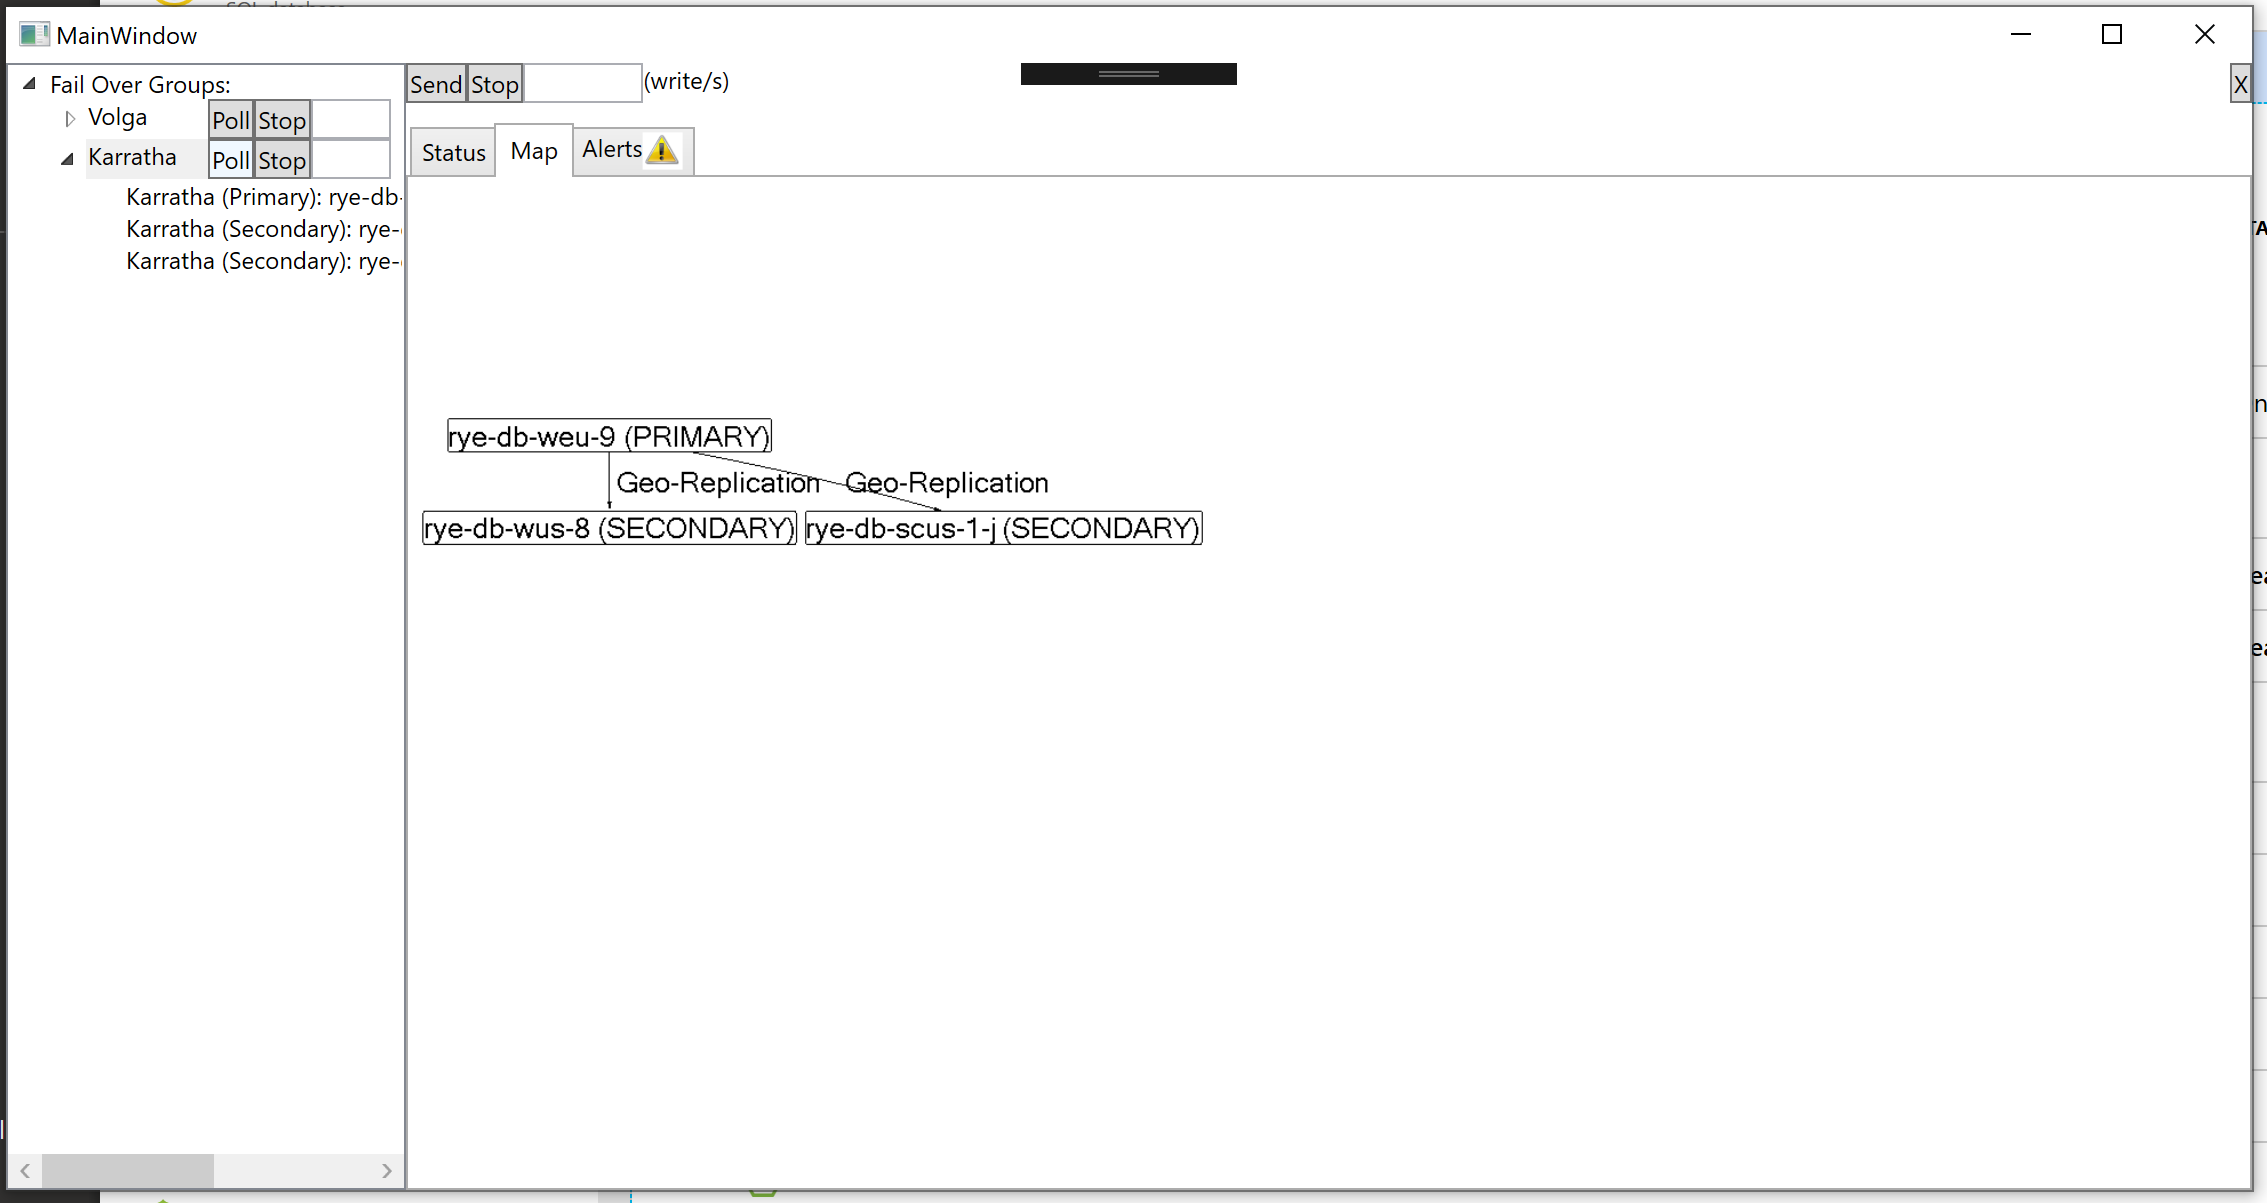 MainWindow
Fail Over Groups:
Volga Poll Stop
Karratha Poll Stop
Karratha (Primary): rye-db-
Karratha (Secondary): rye-
Karratha (Secondary): rye-
Send Stop (write/s)
X
Status Map Alerts
rye-db-weu-9 (PRIMARY)
Geo-Replication Geo-Replication
rye-db-wus-8 (SECONDARY) rye-db-scus-1-j (SECONDARY)